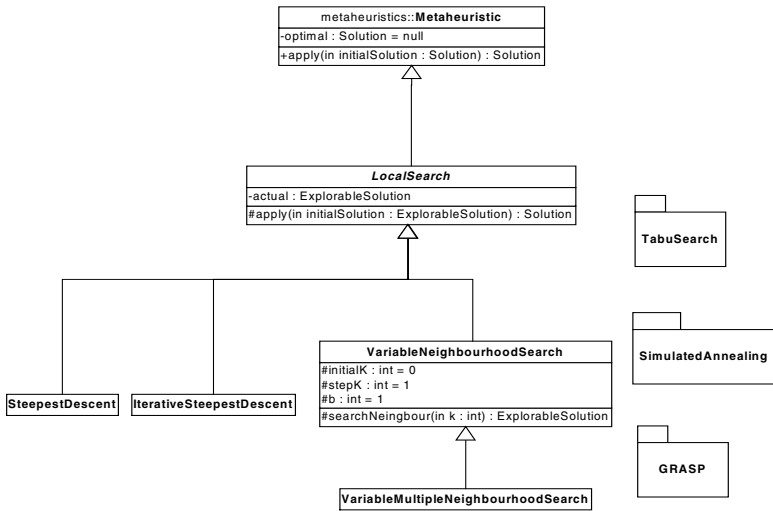 metaheuristics::Metaheuristic
-optimal : Solution = null
+apply(in initialSolution : Solution) : Solution
LocalSearch
-actual : ExplorableSolution
#apply(in initialSolution : ExplorableSolution) : Solution
TabuSearch
VariableNeighbourhoodSearch
#initialK : int = 0
#stepK : int = 1
#b : int = 1
#searchNeingbour(in k : int) : ExplorableSolution
SimulatedAnnealing
SteepestDescent
IterativeSteepestDescent
GRASP
VariableMultipleNeighbourhoodSearch